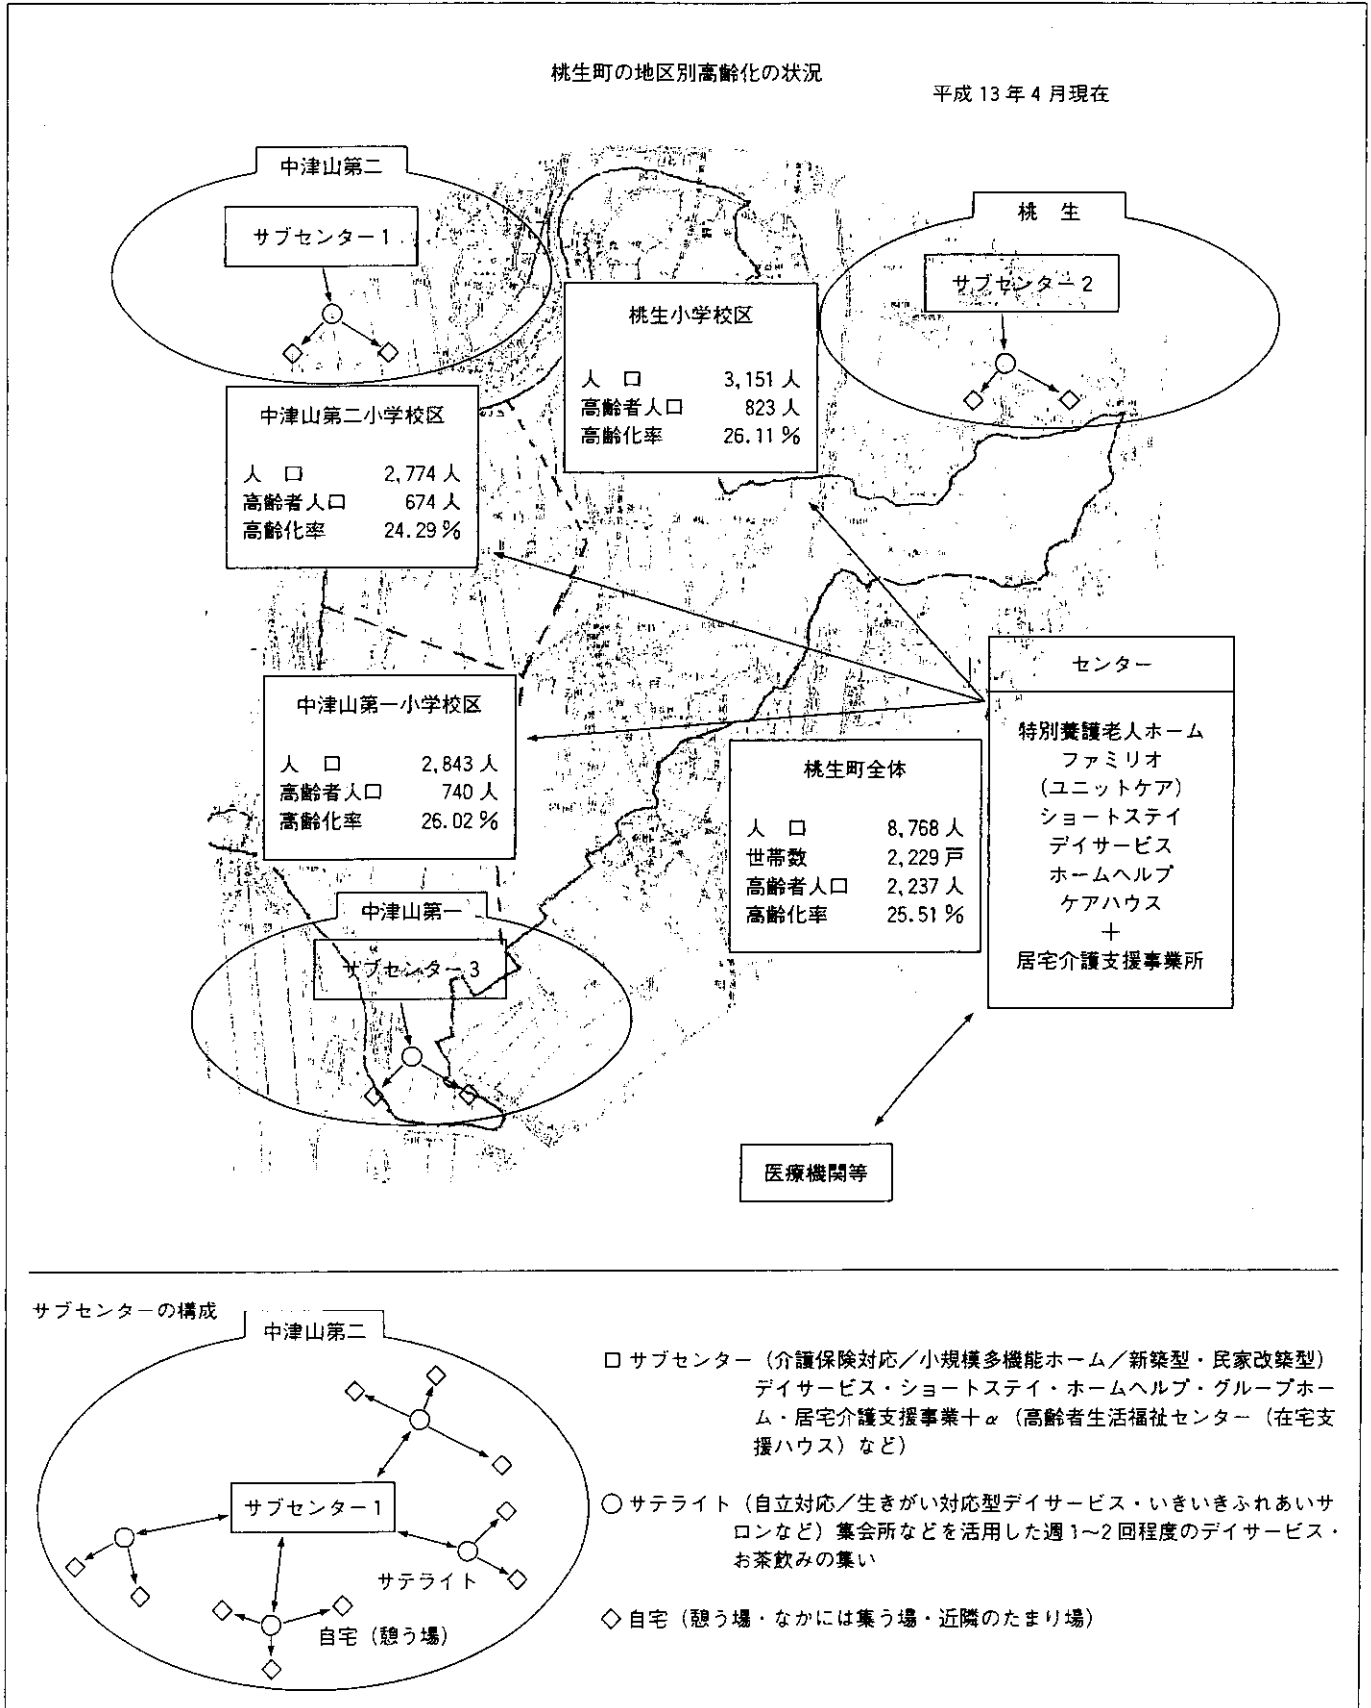 桃生町の地区別高齢化の状況
平成13年4月現在
中津山第二
サブセンター1
桃生
サブセンター2
桃生小学校区
人口 3,151人
高齢者人口 823人
高齢化率 26.11%
中津山第二小学校区
人口 2,774人
高齢者人口 674人
高齢化率 24.29%
中津山第一小学校区
人口 2,843人
高齢者人口 740人
高齢化率 26.02%
桃生町全体
人口 8,768人
世帯数 2,229戸
高齢者人口 2,237人
高齢化率 25.51%
センター
特別養護老人ホーム
ファミリオ
(ユニットケア)
ショートステイ
デイサービス
ホームヘルプ
ケアハウス
+
居宅介護支援事業所
中津山第一
サブセンター3
医療機関等
サブセンターの構成
中津山第二
サブセンター1
サテライト
自宅(憩う場)
□サブセンター(介護保険対応/小規模多機能ホーム/新築型・民家改築型)
デイサービス・ショートステイ・ホームヘルプ・グループホー
ム・居宅介護支援事業+α(高齢者生活福祉センター(在宅支
援ハウス)など)
○サテライト(自立対応/生きがい対応型デイサービス・いきいきふれあいサ
ロンなど)集会所などを活用した週1~2回程度のデイサービス・
お茶飲みの集い
◇自宅(憩う場・なかには集う場・近隣のたまり場)